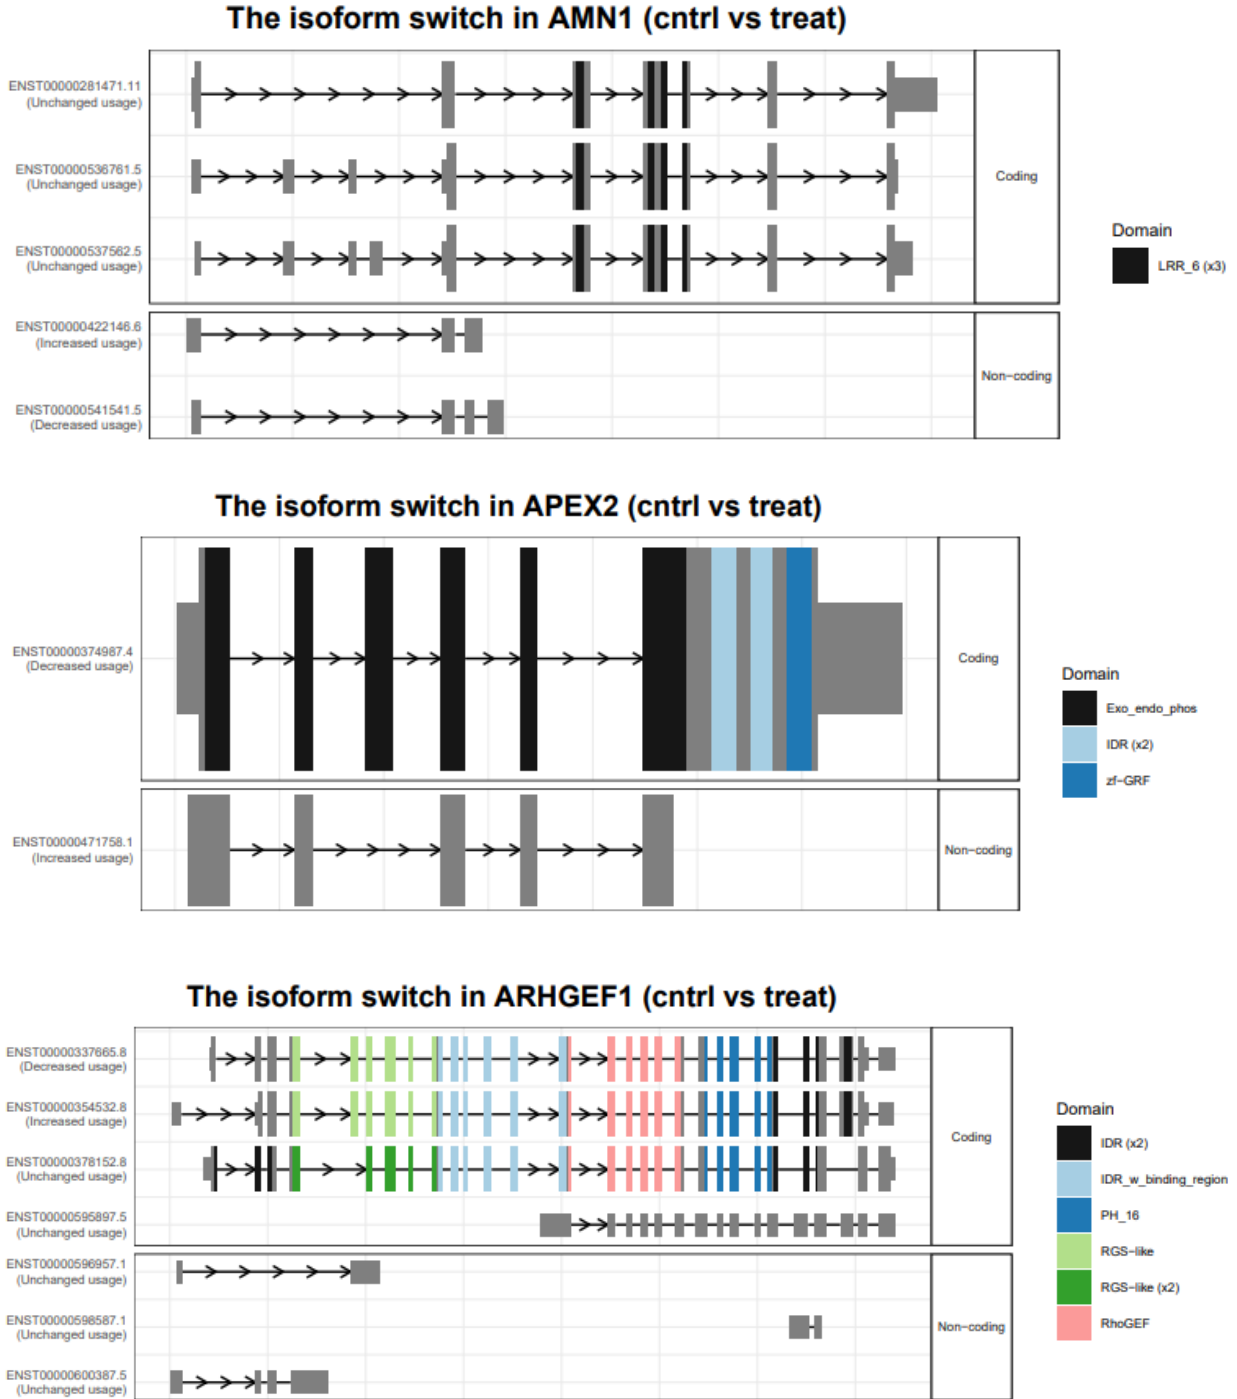 The isoform switch in AMN1 (cntrl vs treat)
ENST00000281471.11
(Unchanged usage)
ENST00000536761.5
(Unchanged usage)
ENST00000537562.5
(Unchanged usage)
Coding
ENST00000422146.6
(Increased usage)
ENST00000541541.5
(Decreased usage)
Non-coding
Domain
LRR_6 (x3)
The isoform switch in APEX2 (cntrl vs treat)
ENST00000374987.4
(Decreased usage)
Coding
ENST00000471758.1
(Increased usage)
Non-coding
Domain
Exo_endo_phos
IDR (x2)
zf-GRF
The isoform switch in ARHGEF1 (cntrl vs treat)
ENST00000337665.8
(Decreased usage)
ENST00000354532.8
(Increased usage)
ENST00000378152.8
(Unchanged usage)
ENST00000595897.5
(Unchanged usage)
Coding
ENST00000596957.1
(Unchanged usage)
ENST00000598587.1
(Unchanged usage)
ENST00000600387.5
(Unchanged usage)
Non-coding
Domain
IDR (x2)
IDR_w_binding_region
PH_16
RGS-like
RGS-like (x2)
RhoGEF